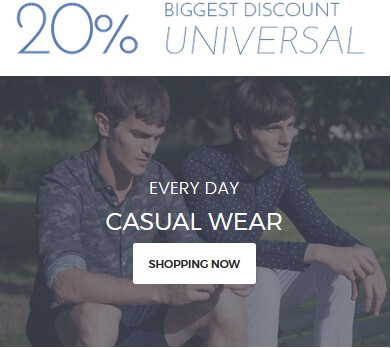 20%
BIGGEST DISCOUNT
UNIVERSAL
EVERY DAY
CASUAL WEAR
SHOPPING NOW